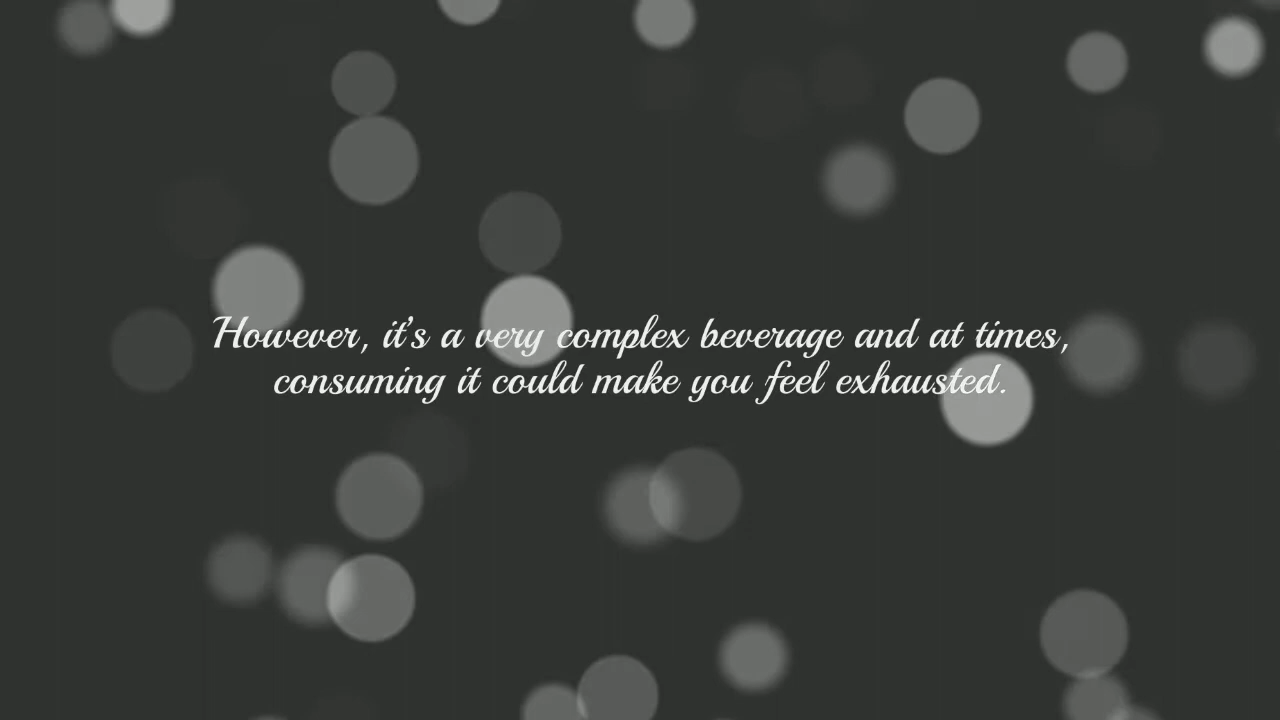 However, it's a very complex beverage and at times,
consuming it could make you feel exhausted.